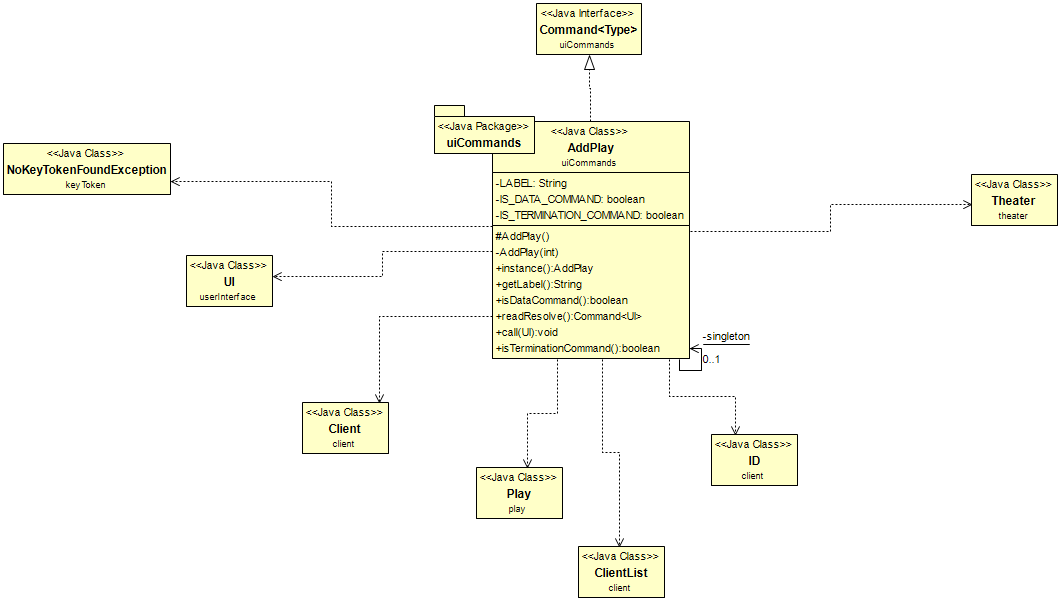 <<Java Interface>>
Command<Type>
uiCommands
<<Java Package>>
uiCommands
<<Java Class>>
AddPlay
uiCommands
-LABEL: String
-IS_DATA_COMMAND: boolean
-IS_TERMINATION_COMMAND: boolean
#AddPlay()
-AddPlay(int)
+instance():AddPlay
+getLabel():String
+isDataCommand():boolean
+readResolve():Command<UI>
+call(UI):void
+isTerminationCommand():boolean
-singleton
0..1
<<Java Class>>
NoKeyTokenFoundException
keyToken
<<Java Class>>
Theater
theater
<<Java Class>>
UI
userInterface
<<Java Class>>
Client
client
<<Java Class>>
ID
client
<<Java Class>>
Play
play
<<Java Class>>
ClientList
client